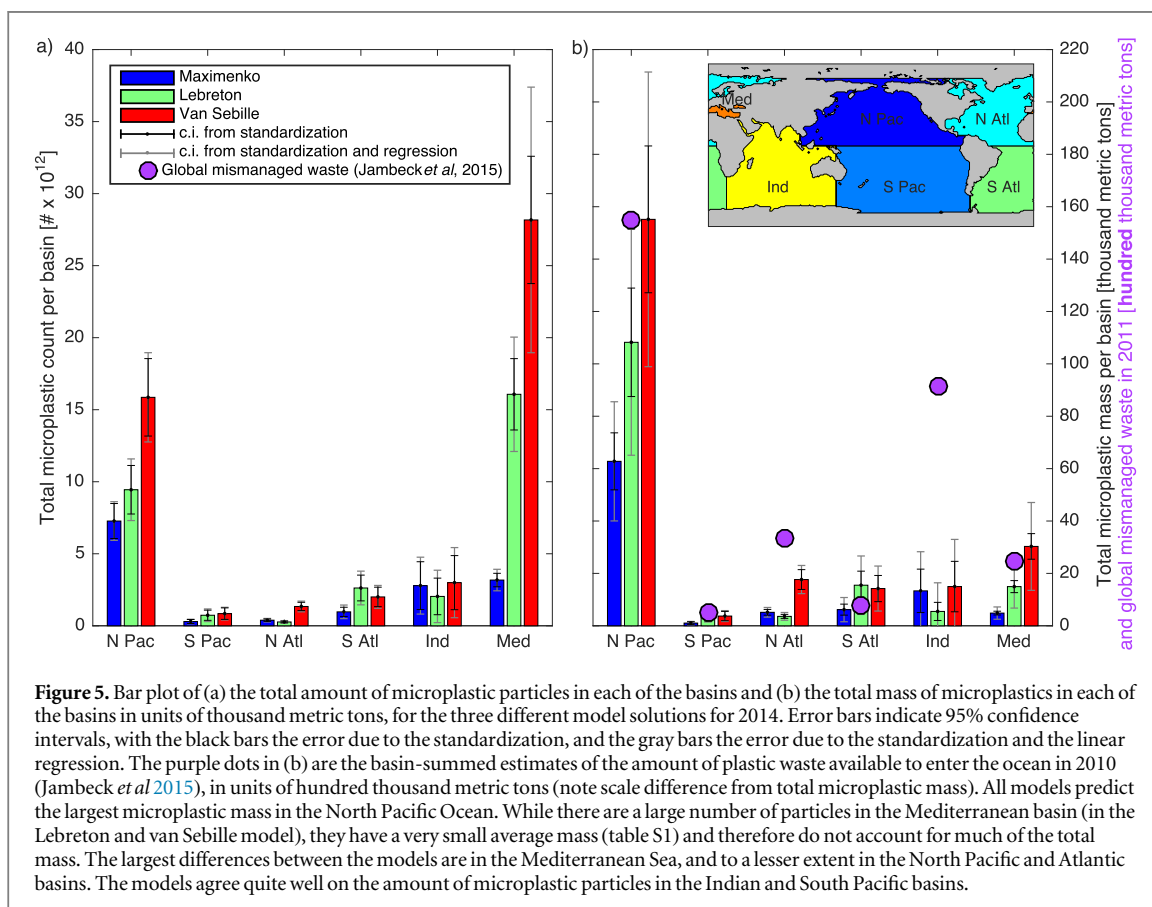 a)
40
35
30
25
20
15
10
5
0
Total microplastic count per basin [# x 10¹²]
Maximenko
Lebreton
Van Sebille
c.i. from standardization
c.i. from standardization and regression
Global mismanaged waste (Jambeck et al, 2015)
N Pac S Pac N Atl S Atl Ind Med
b)
Med
N Pac
N Atl
Ind
S Pac
S Atl
220
200
180
160
140
120
100
80
60
40
20
0
Total microplastic mass per basin [thousand metric tons]
and global mismanaged waste in 2011 [hundred thousand metric tons]
N Pac S Pac N Atl S Atl Ind Med
Figure 5. Bar plot of (a) the total amount of microplastic particles in each of the basins and (b) the total mass of microplastics in each of
the basins in units of thousand metric tons, for the three different model solutions for 2014. Error bars indicate 95% confidence
intervals, with the black bars the error due to the standardization, and the gray bars the error due to the standardization and the linear
regression. The purple dots in (b) are the basin-summed estimates of the amount of plastic waste available to enter the ocean in 2010
(Jambeck et al 2015), in units of hundred thousand metric tons (note scale difference from total microplastic mass). All models predict
the largest microplastic mass in the North Pacific Ocean. While there are a large number of particles in the Mediterranean basin (in the
Lebreton and van Sebille model), they have a very small average mass (table S1) and therefore do not account for much of the total
mass. The largest differences between the models are in the Mediterranean Sea, and to a lesser extent in the North Pacific and Atlantic
basins. The models agree quite well on the amount of microplastic particles in the Indian and South Pacific basins.